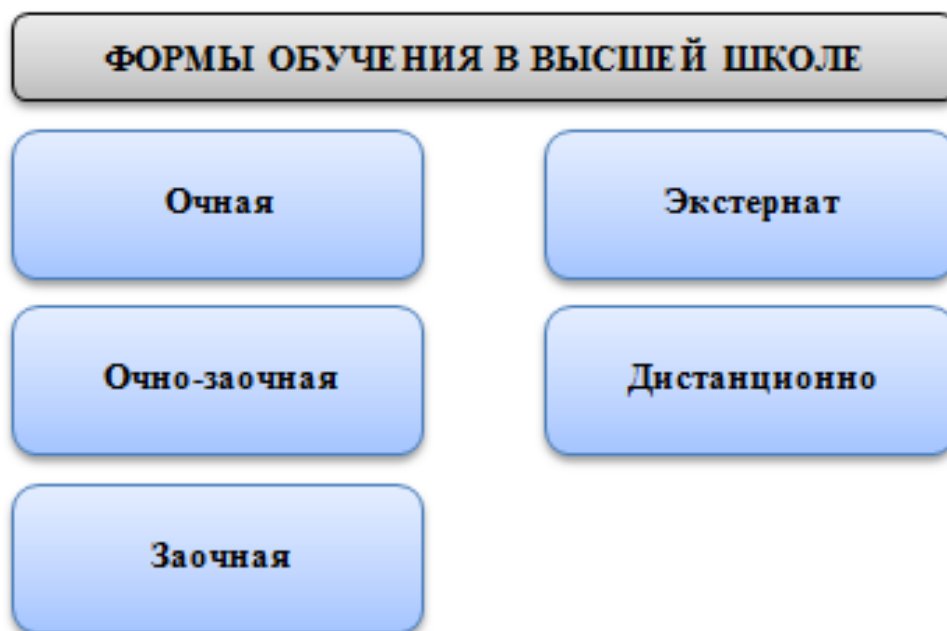 ФОРМЫ ОБУЧЕНИЯ В ВЫСШЕЙ ШКОЛЕ
Очная
Экстернат
Очно-заочная
Дистанционно
Заочная